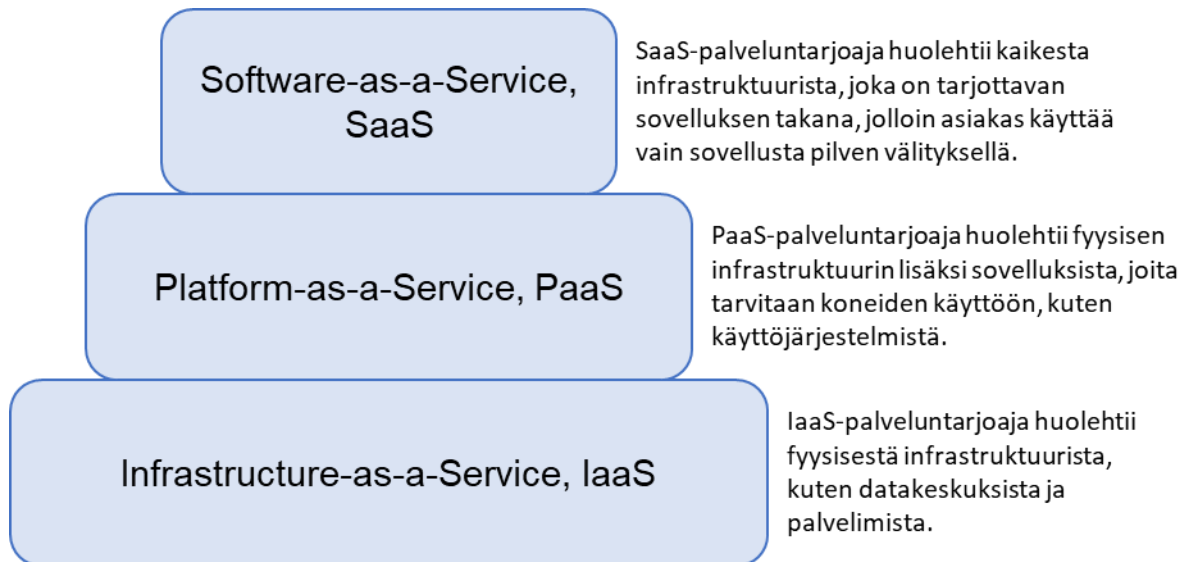 Software-as-a-Service,
SaaS
SaaS-palveluntarjoaja huolehtii kaikesta
infrastruktuurista, joka on tarjottavan
sovelluksen takana, jolloin asiakas käyttää
vain sovellusta pilven välityksellä.
Platform-as-a-Service, PaaS
PaaS-palveluntarjoaja huolehtii fyysisen
infrastruktuurin lisäksi sovelluksista, joita
tarvitaan koneiden käyttöön, kuten
käyttöjärjestelmistä.
Infrastructure-as-a-Service, IaaS
IaaS-palveluntarjoaja huolehtii
fyysisestä infrastruktuurista,
kuten datakeskuksista ja
palvelimista.